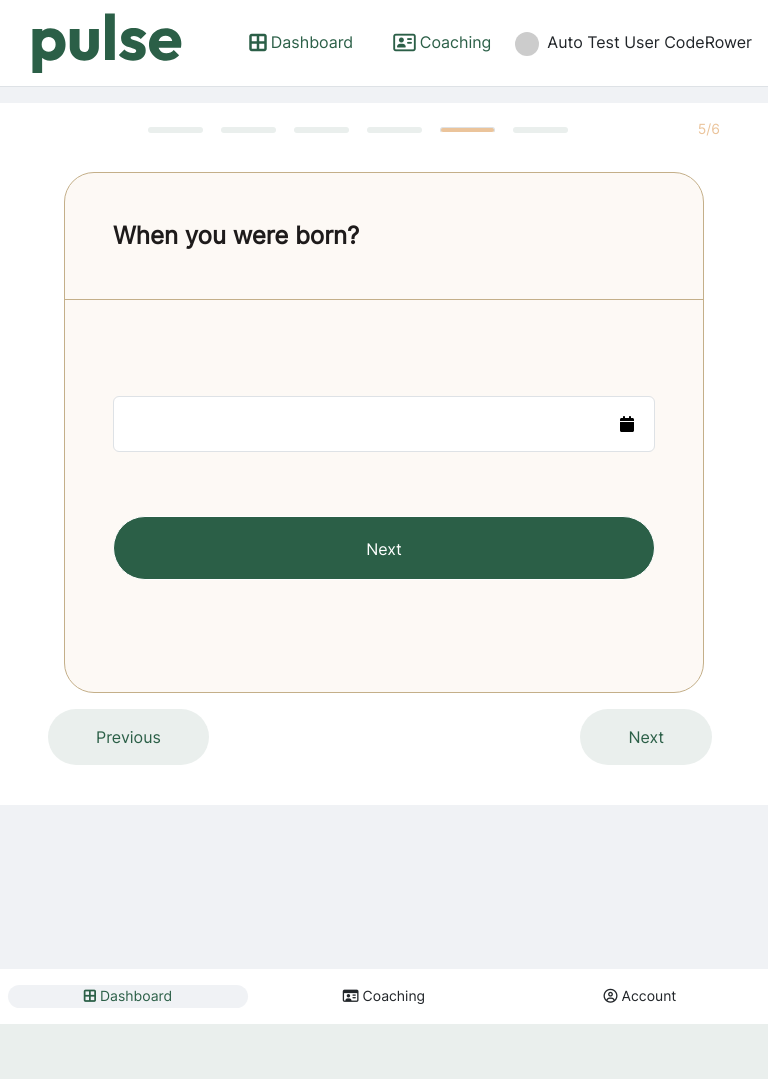 pulse
Dashboard
Coaching
Auto Test User CodeRower
5/6
When you were born?
Next
Previous
Next
Dashboard
Coaching
Account